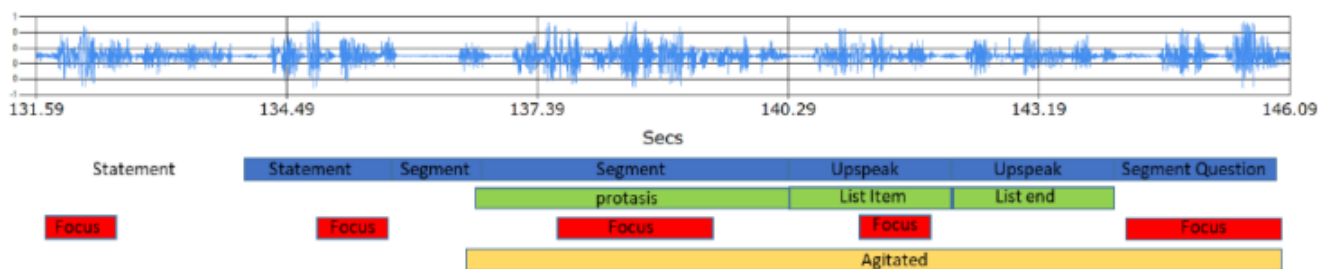 1
0
0
0
0
-1
131.59 134.49 137.39 140.29 143.19 146.09
Secs
Statement Statement Segment Segment Upspeak Upspeak Segment Question
protasis List Item List end
Focus Focus Focus Focus Focus
Agitated